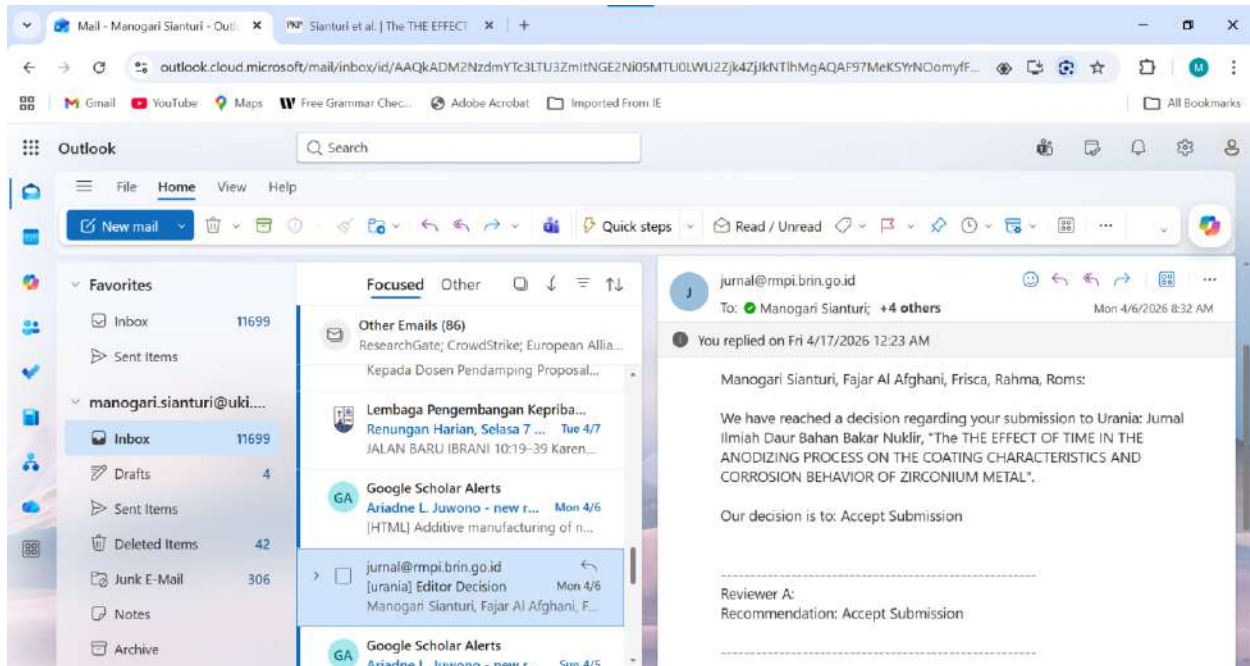 Mail - Manogari Sianturi - Outl
PKP Sianturi et al. | The THE EFFECT
outlook.cloud.microsoft/mail/inbox/id/
M
Gmail
YouTube
Maps
Free Grammar Chec...
Adobe Acrobat
Imported From IE
All Bookmarks
Outlook
Search
File Home View Help
New mail
Quick steps
Read / Unread
Favorites
Inbox 11699
Sent Items
manogari.sianturi@uki....
Inbox 11699
Drafts 4
Sent Items
Deleted Items 42
Junk E-Mail 306
Notes
Archive
Focused Other
Other Emails (86)
ResearchGate; CrowdStrike; European Allia...
Kepada Dosen Pendamping Proposal...
Lembaga Pengembangan Kepriba...
Renungan Harian, Selasa 7 ... Tue 4/7
JALAN BARU IBRANI 10:19–39 Karen...
GA
Google Scholar Alerts
Ariadne L. Juwono - new r... Mon 4/6
[HTML] Additive manufacturing of n...
jurnal@rmpi.brin.go.id
[urania] Editor Decision Mon 4/6
Manogari Sianturi, Fajar Al Afghani, F...
GA
Google Scholar Alerts
Ariadne L. Juwono - new r... Sun 4/5
J
jurnal@rmpi.brin.go.id
To: Manogari Sianturi; +4 others
Mon 4/6/2026 8:32 AM
You replied on Fri 4/17/2026 12:23 AM
Manogari Sianturi, Fajar Al Afghani, Frisca, Rahma, Roms:
We have reached a decision regarding your submission to Urania: Jurnal
Ilmiah Daur Bahan Bakar Nuklir, "The THE EFFECT OF TIME IN THE
ANODIZING PROCESS ON THE COATING CHARACTERISTICS AND
CORROSION BEHAVIOR OF ZIRCONIUM METAL".
Our decision is to: Accept Submission
------------------------------------------------------
Reviewer A:
Recommendation: Accept Submission
------------------------------------------------------